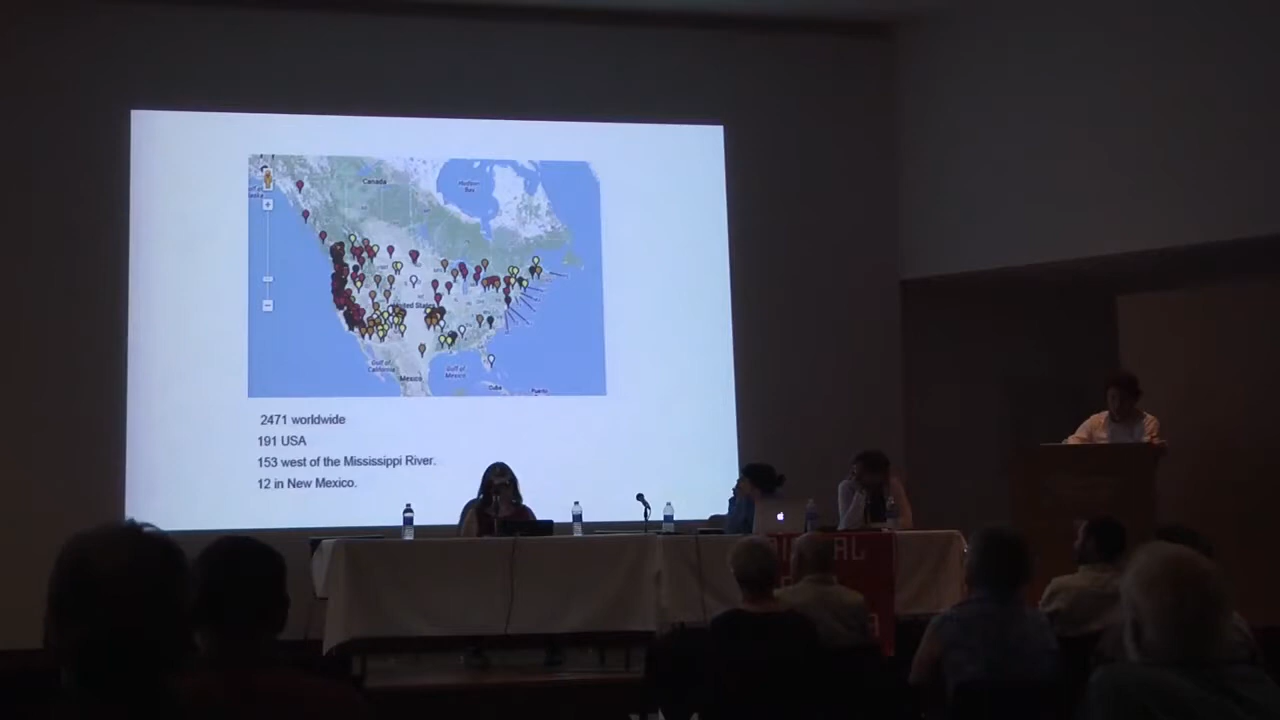 Canada
Hudson
Bay
United States
Gulf of
California
Gulf of
Mexico
Mexico
Cuba
Puerto
2471 worldwide
191 USA
153 west of the Mississippi River.
12 in New Mexico.